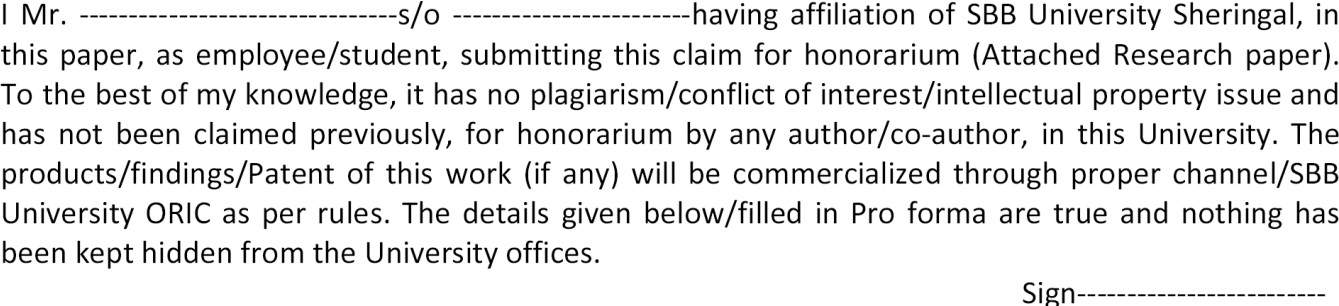 I Mr. --------------------------------s/o ------------------------having affiliation of SBB University Sheringal, in
this paper, as employee/student, submitting this claim for honorarium (Attached Research paper).
To the best of my knowledge, it has no plagiarism/conflict of interest/intellectual property issue and
has not been claimed previously, for honorarium by any author/co-author, in this University. The
products/findings/Patent of this work (if any) will be commercialized through proper channel/SBB
University ORIC as per rules. The details given below/filled in Pro forma are true and nothing has
been kept hidden from the University offices.
Sign-------------------------